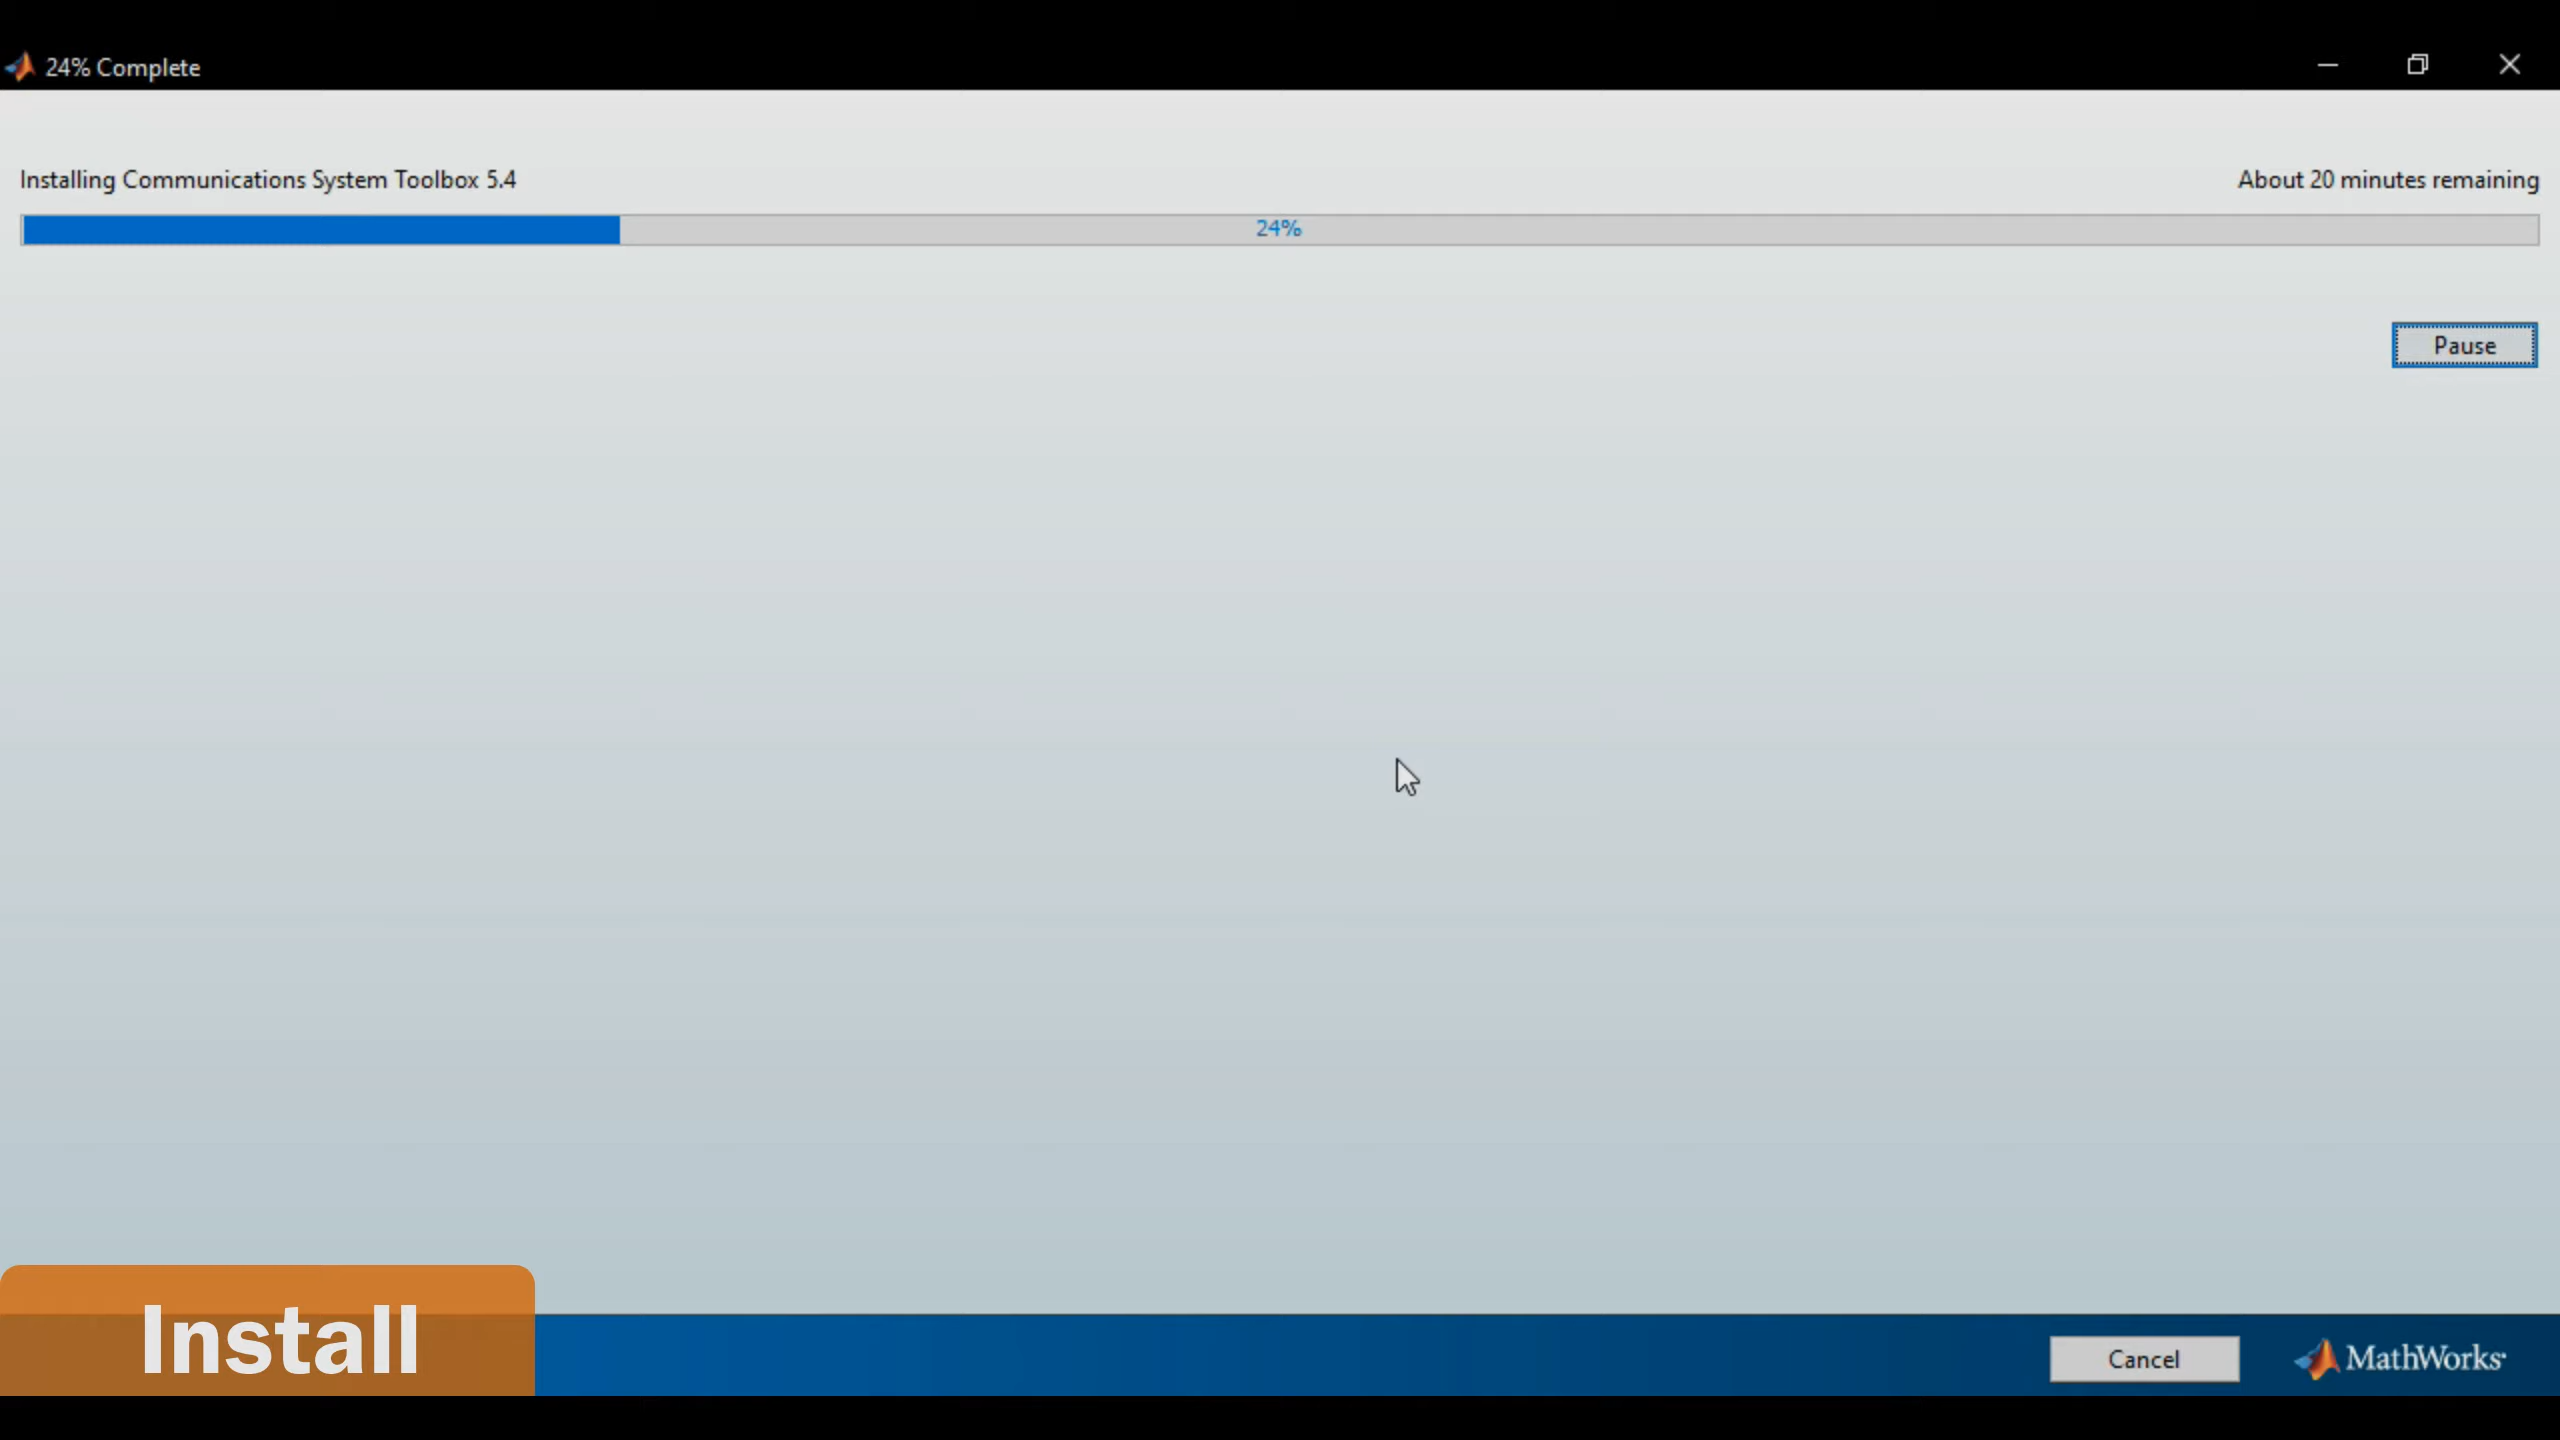 24% Complete
Installing Communications System Toolbox 5.4
About 20 minutes remaining
24%
Pause
Install
Cancel
MathWorks